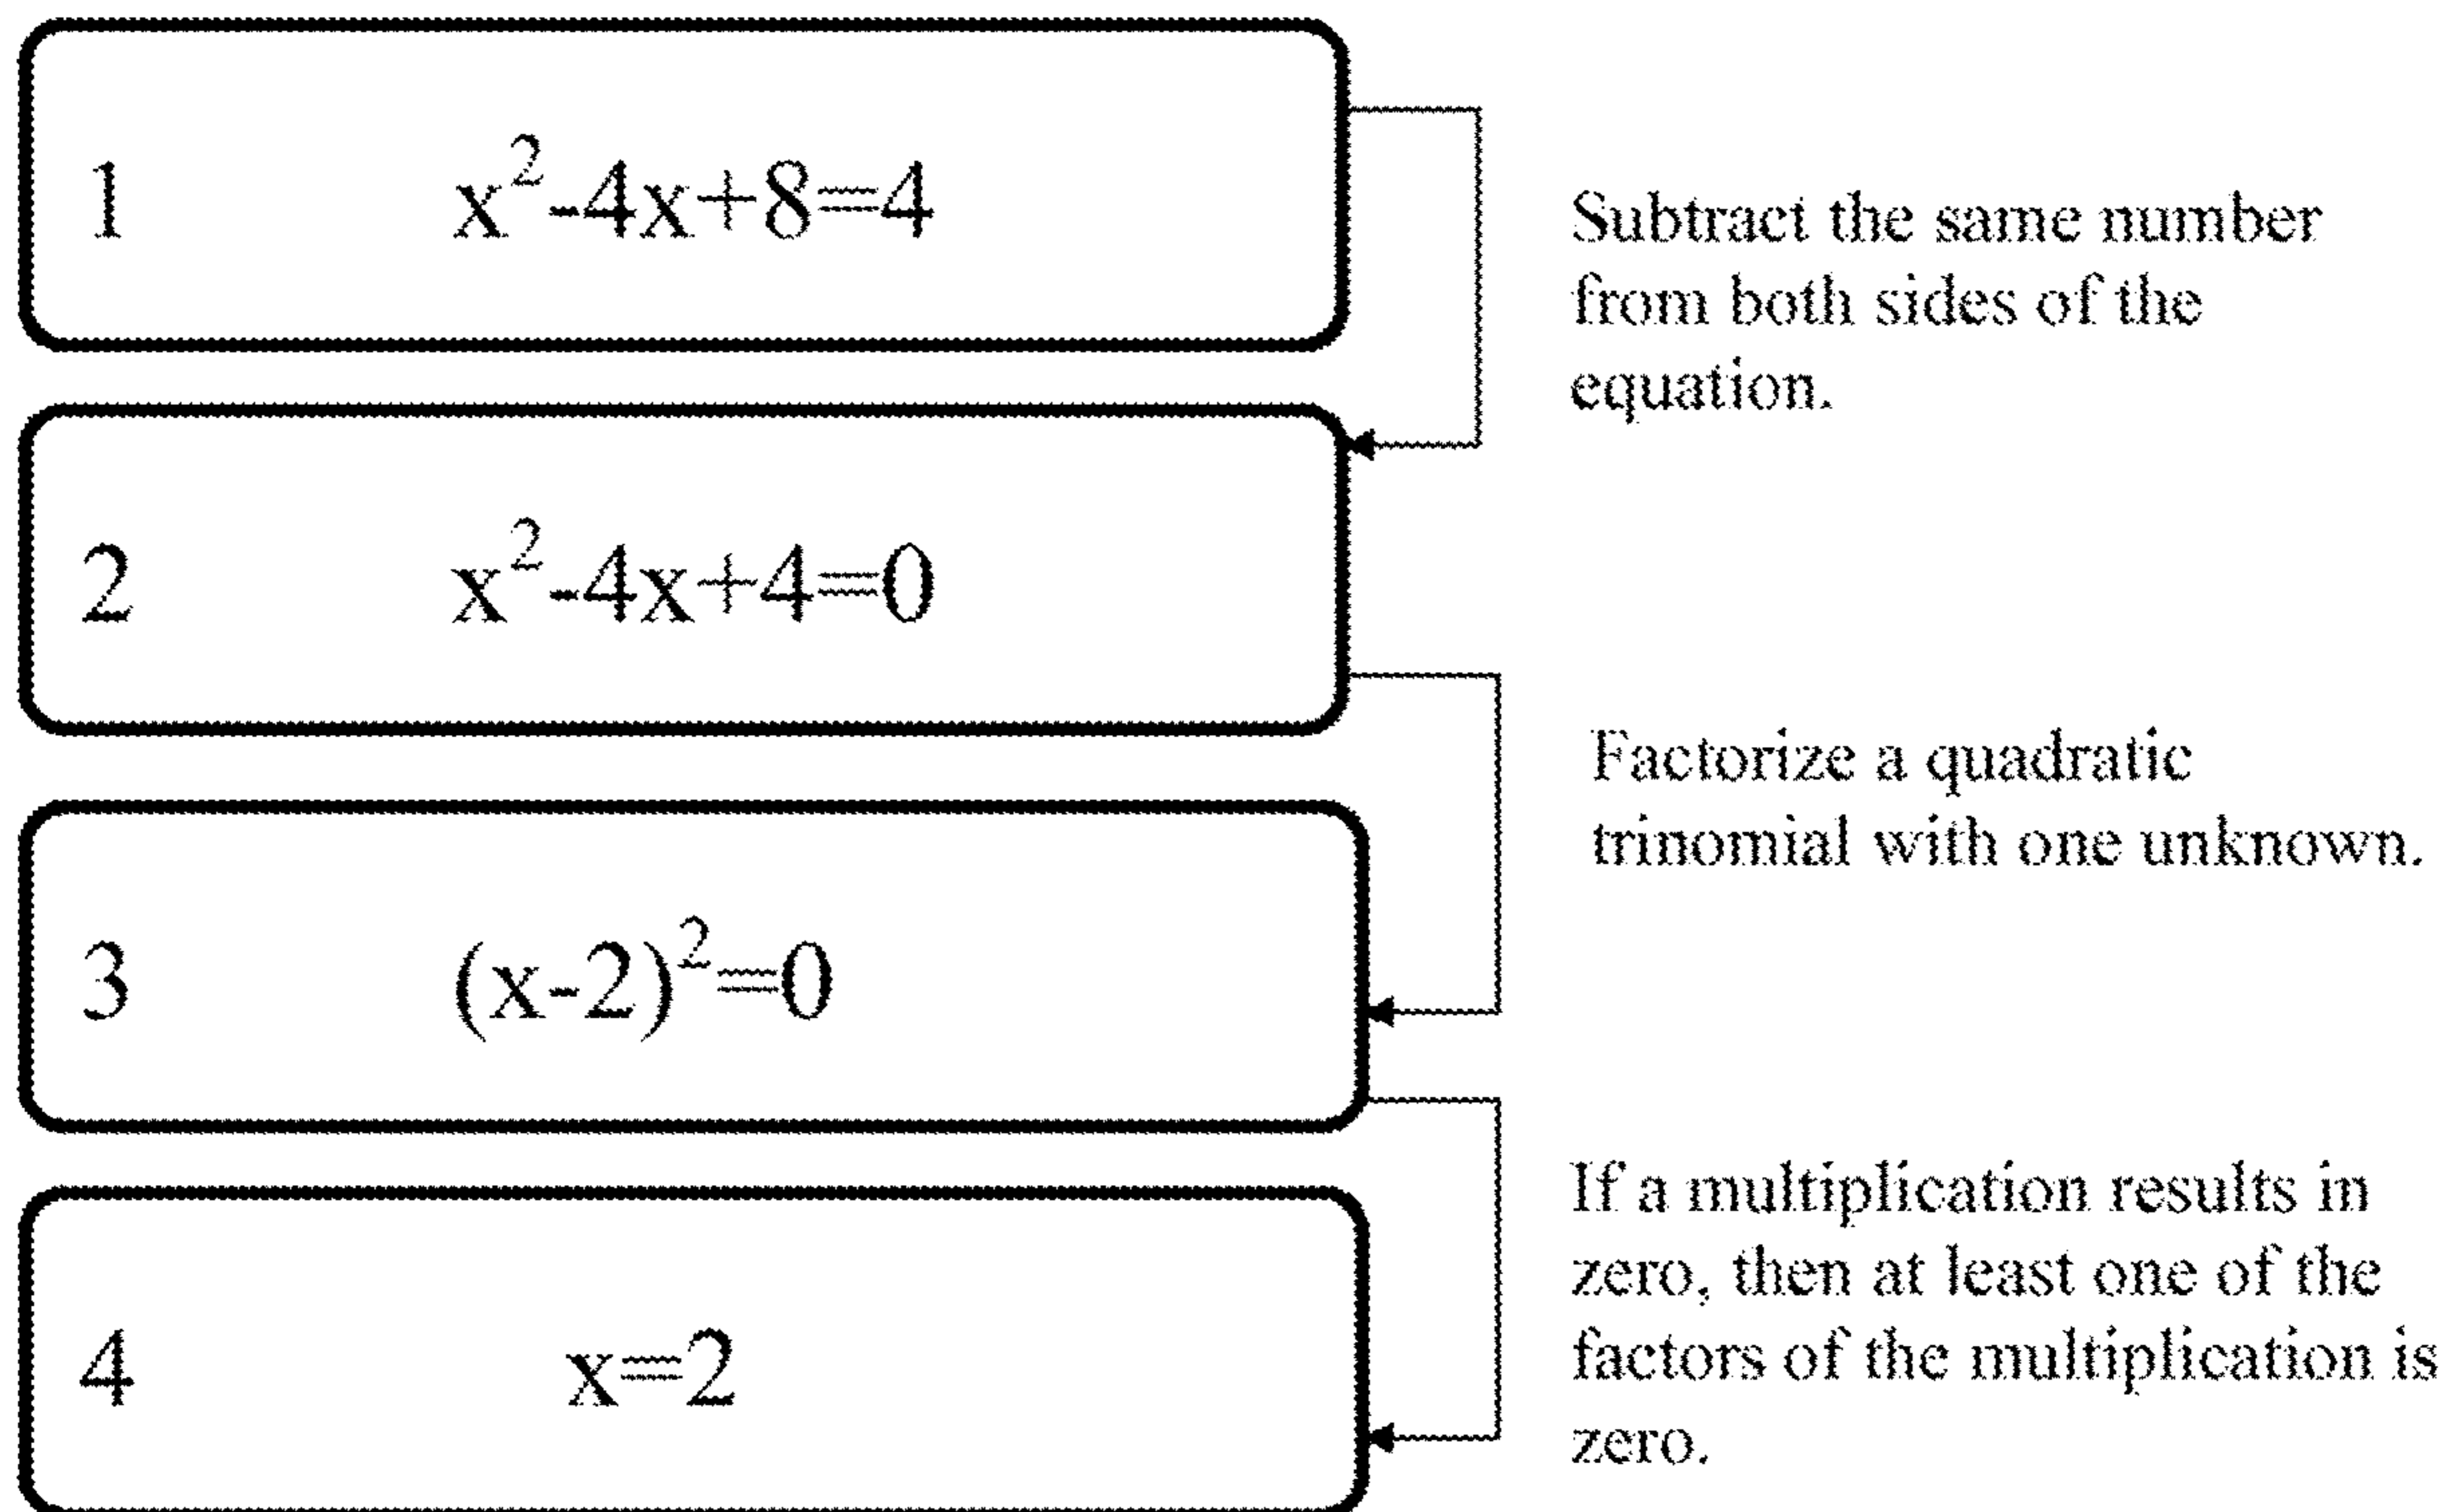 1 x²-4x+8=4
Subtract the same number
from both sides of the
equation.
2 x²-4x+4=0
Factorize a quadratic
trinomial with one unknown.
3 (x-2)²=0
If a multiplication results in
zero, then at least one of the
factors of the multiplication is
zero.
4 x=2